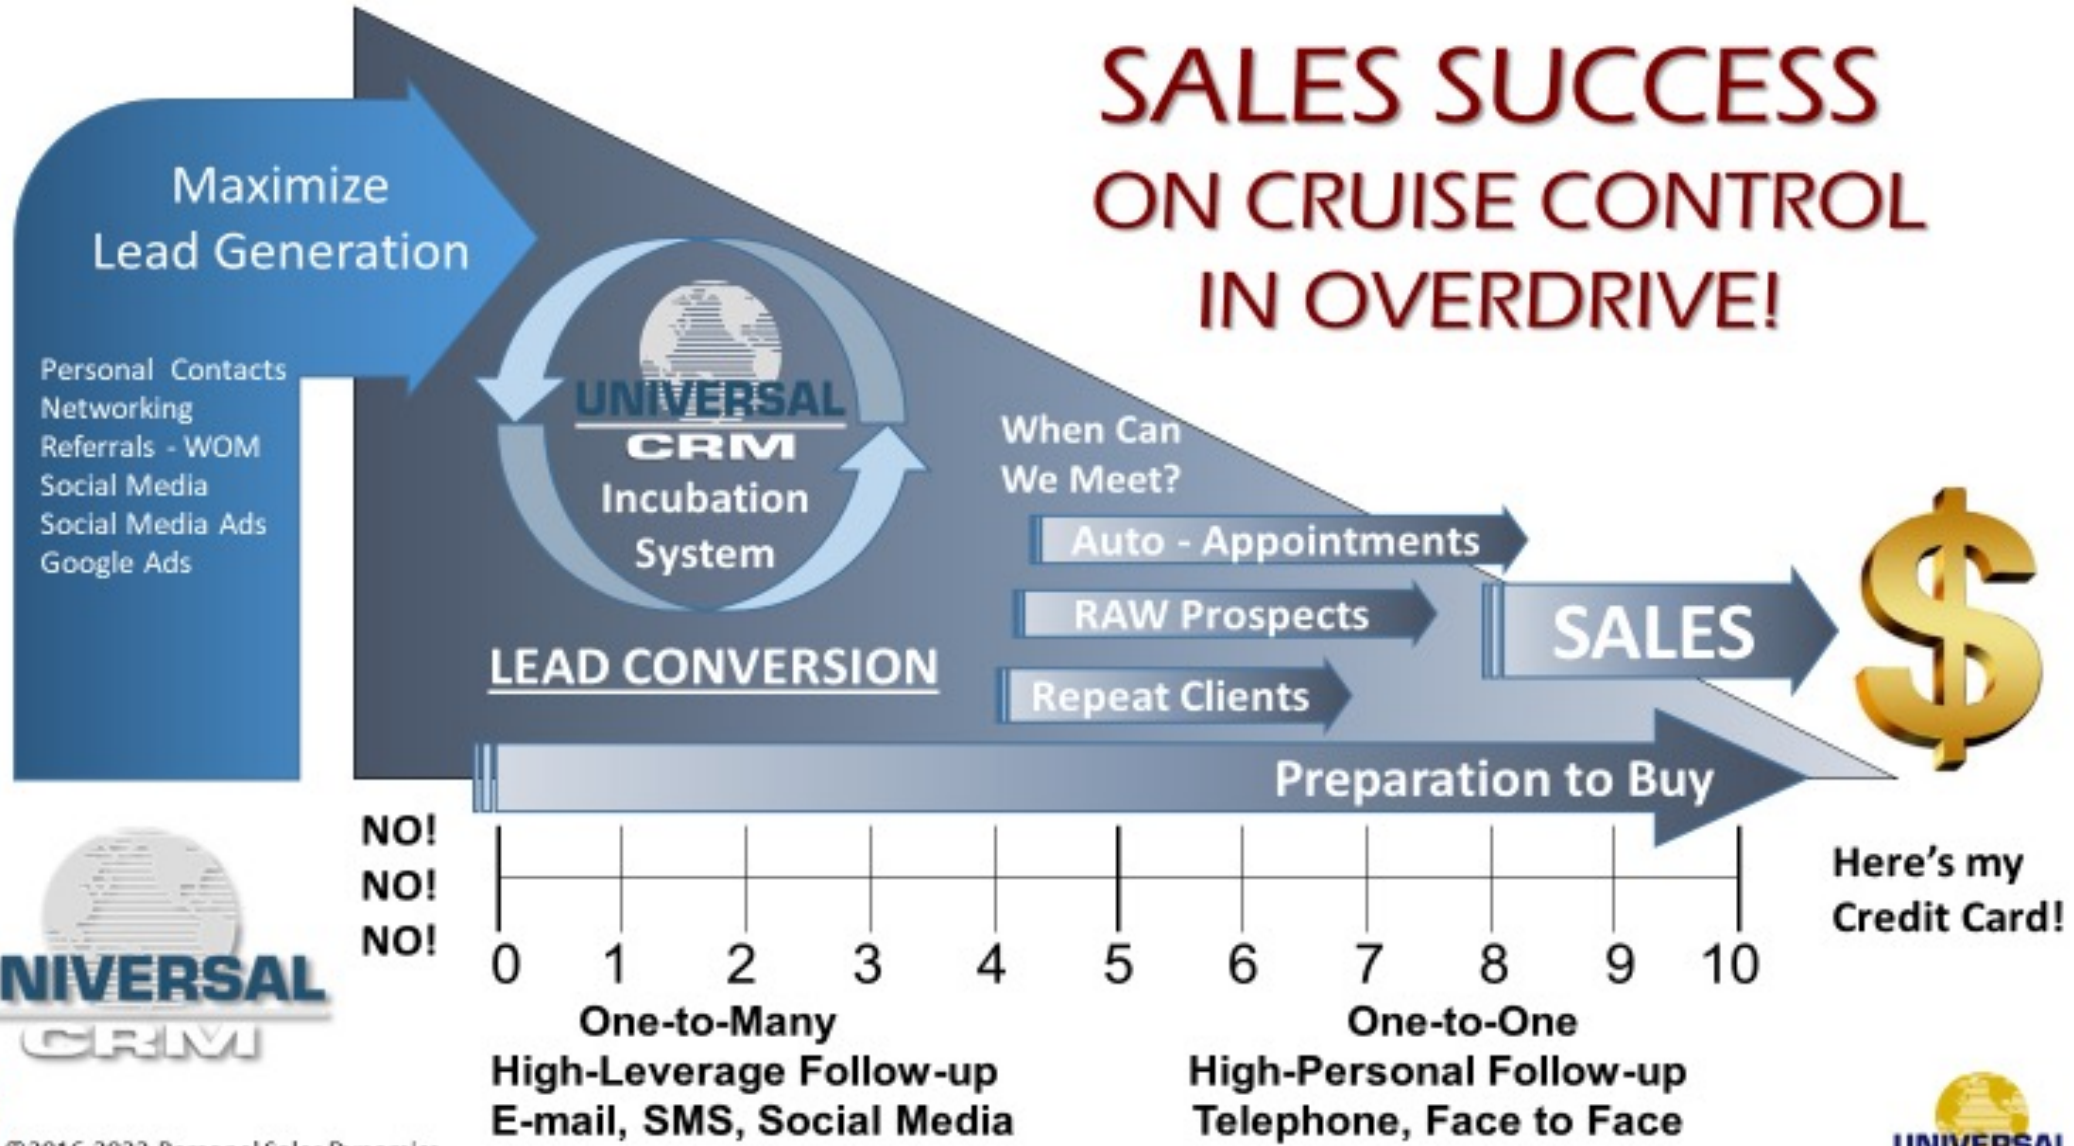 SALES SUCCESS
ON CRUISE CONTROL
IN OVERDRIVE!
Maximize
Lead Generation
Personal Contacts
Networking
Referrals - WOM
Social Media
Social Media Ads
Google Ads
UNIVERSAL
CRM
Incubation
System
LEAD CONVERSION
When Can
We Meet?
Auto - Appointments
RAW Prospects
Repeat Clients
SALES
$
Preparation to Buy
NO!
NO!
NO!
0 1 2 3 4 5 6 7 8 9 10
Here's my
Credit Card!
One-to-Many
High-Leverage Follow-up
E-mail, SMS, Social Media
One-to-One
High-Personal Follow-up
Telephone, Face to Face
NIVERSAL
CRM
UNIVERSAL